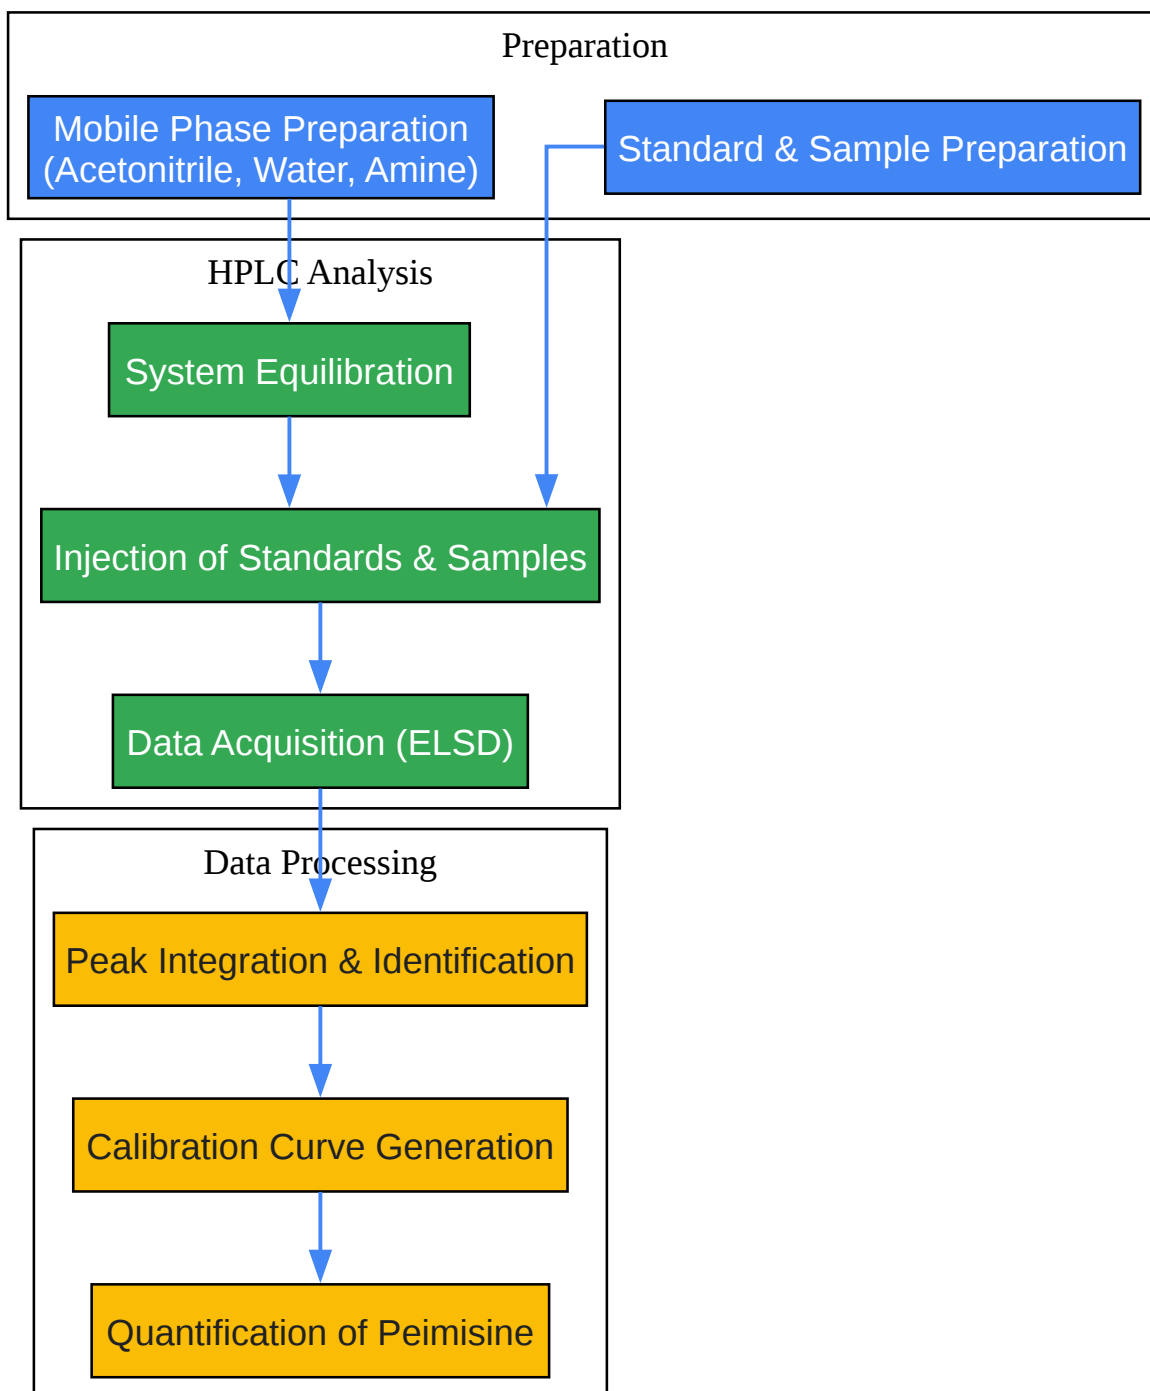 Preparation
Mobile Phase Preparation
(Acetonitrile, Water, Amine)
Standard & Sample Preparation
HPLC Analysis
System Equilibration
Injection of Standards & Samples
Data Acquisition (ELSD)
Data Processing
Peak Integration & Identification
Calibration Curve Generation
Quantification of Peimisine